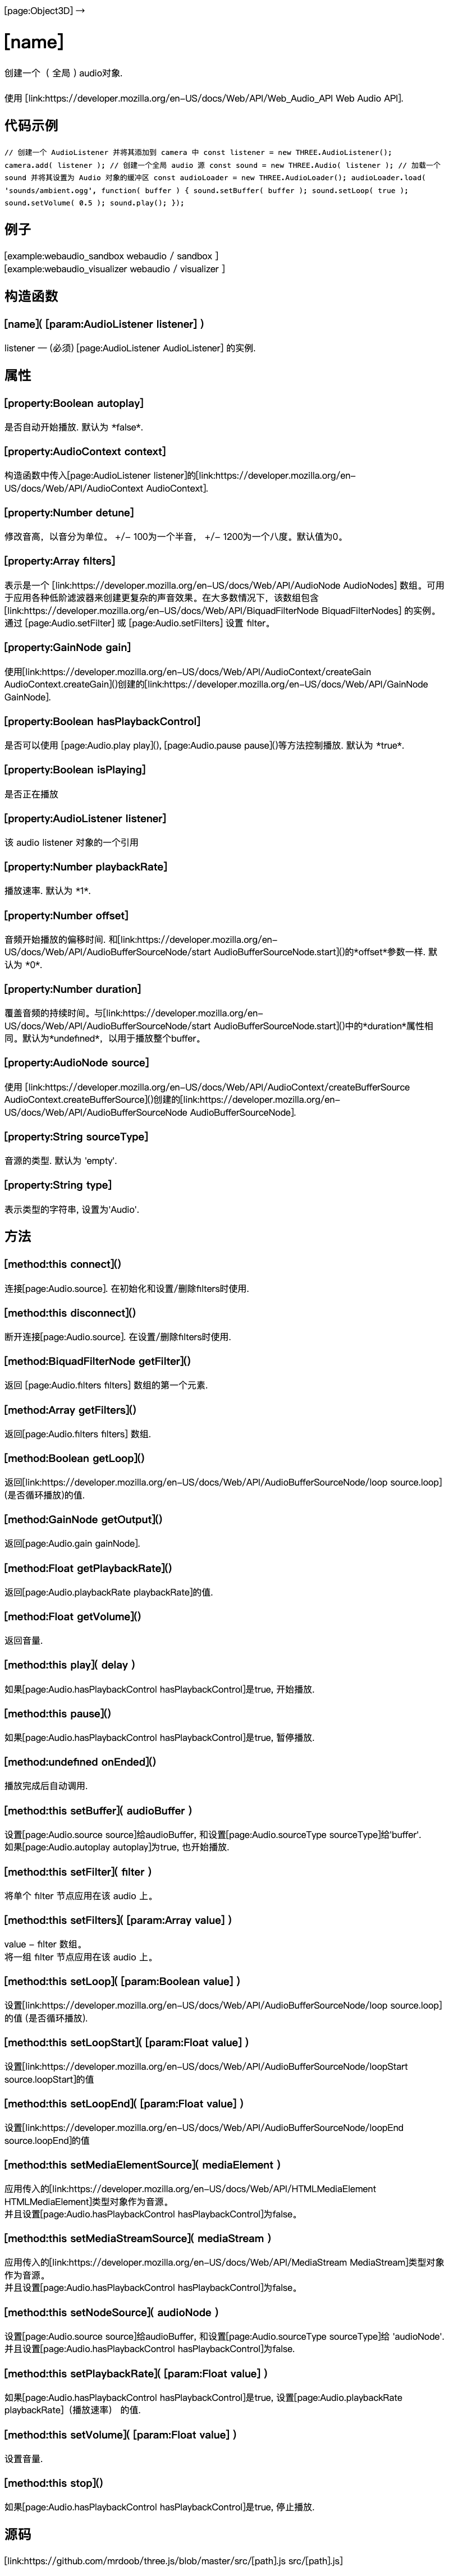 [page:Object3D] →
[name]
创建一个（ 全局 ) audio对象.
使用 [link:https://developer.mozilla.org/en-US/docs/Web/API/Web_Audio_API Web Audio API].
代码示例
// 创建一个 AudioListener 并将其添加到 camera 中 const listener = new THREE.AudioListener();
camera.add( listener ); // 创建一个全局 audio 源 const sound = new THREE.Audio( listener ); // 加载一个
sound 并将其设置为 Audio 对象的缓冲区 const audioLoader = new THREE.AudioLoader(); audioLoader.load(
'sounds/ambient.ogg', function( buffer ) { sound.setBuffer( buffer ); sound.setLoop( true );
sound.setVolume( 0.5 ); sound.play(); });
例子
[example:webaudio_sandbox webaudio / sandbox ]
[example:webaudio_visualizer webaudio / visualizer ]
构造函数
[name]( [param:AudioListener listener] )
listener — (必须) [page:AudioListener AudioListener] 的实例.
属性
[property:Boolean autoplay]
是否自动开始播放. 默认为 *false*.
[property:AudioContext context]
构造函数中传入[page:AudioListener listener]的[link:https://developer.mozilla.org/en-
US/docs/Web/API/AudioContext AudioContext].
[property:Number detune]
修改音高，以音分为单位。 +/- 100为一个半音， +/- 1200为一个八度。默认值为0。
[property:Array filters]
表示是一个 [link:https://developer.mozilla.org/en-US/docs/Web/API/AudioNode AudioNodes] 数组。可用
于应用各种低阶滤波器来创建更复杂的声音效果。在大多数情况下，该数组包含
[link:https://developer.mozilla.org/en-US/docs/Web/API/BiquadFilterNode BiquadFilterNodes] 的实例。
通过 [page:Audio.setFilter] 或 [page:Audio.setFilters] 设置 filter。
[property:GainNode gain]
使用[link:https://developer.mozilla.org/en-US/docs/Web/API/AudioContext/createGain
AudioContext.createGain]()创建的[link:https://developer.mozilla.org/en-US/docs/Web/API/GainNode
GainNode].
[property:Boolean hasPlaybackControl]
是否可以使用 [page:Audio.play play](), [page:Audio.pause pause]()等方法控制播放. 默认为 *true*.
[property:Boolean isPlaying]
是否正在播放
[property:AudioListener listener]
该 audio listener 对象的一个引用
[property:Number playbackRate]
播放速率. 默认为 *1*.
[property:Number offset]
音频开始播放的偏移时间. 和[link:https://developer.mozilla.org/en-
US/docs/Web/API/AudioBufferSourceNode/start AudioBufferSourceNode.start]()的*offset*参数一样. 默
认为 *0*.
[property:Number duration]
覆盖音频的持续时间。与[link:https://developer.mozilla.org/en-
US/docs/Web/API/AudioBufferSourceNode/start AudioBufferSourceNode.start]()中的*duration*属性相
同。默认为*undefined*，以用于播放整个buffer。
[property:AudioNode source]
使用 [link:https://developer.mozilla.org/en-US/docs/Web/API/AudioContext/createBufferSource
AudioContext.createBufferSource]()创建的[link:https://developer.mozilla.org/en-
US/docs/Web/API/AudioBufferSourceNode AudioBufferSourceNode].
[property:String sourceType]
音源的类型. 默认为 'empty'.
[property:String type]
表示类型的字符串, 设置为'Audio'.
方法
[method:this connect]()
连接[page:Audio.source]. 在初始化和设置/删除filters时使用.
[method:this disconnect]()
断开连接[page:Audio.source]. 在设置/删除filters时使用.
[method:BiquadFilterNode getFilter]()
返回 [page:Audio.filters filters] 数组的第一个元素.
[method:Array getFilters]()
返回[page:Audio.filters filters] 数组.
[method:Boolean getLoop]()
返回[link:https://developer.mozilla.org/en-US/docs/Web/API/AudioBufferSourceNode/loop source.loop]
(是否循环播放)的值.
[method:GainNode getOutput]()
返回[page:Audio.gain gainNode].
[method:Float getPlaybackRate]()
返回[page:Audio.playbackRate playbackRate]的值.
[method:Float getVolume]()
返回音量.
[method:this play]( delay )
如果[page:Audio.hasPlaybackControl hasPlaybackControl]是true, 开始播放.
[method:this pause]()
如果[page:Audio.hasPlaybackControl hasPlaybackControl]是true, 暂停播放.
[method:undefined onEnded]()
播放完成后自动调用.
[method:this setBuffer]( audioBuffer )
设置[page:Audio.source source]给audioBuffer, 和设置[page:Audio.sourceType sourceType]给'buffer'.
如果[page:Audio.autoplay autoplay]为true, 也开始播放.
[method:this setFilter]( filter )
将单个 filter 节点应用在该 audio 上。
[method:this setFilters]( [param:Array value] )
value - filter 数组。
将一组 filter 节点应用在该 audio 上。
[method:this setLoop]( [param:Boolean value] )
设置[link:https://developer.mozilla.org/en-US/docs/Web/API/AudioBufferSourceNode/loop source.loop]
的值 (是否循环播放).
[method:this setLoopStart]( [param:Float value] )
设置[link:https://developer.mozilla.org/en-US/docs/Web/API/AudioBufferSourceNode/loopStart
source.loopStart]的值
[method:this setLoopEnd]( [param:Float value] )
设置[link:https://developer.mozilla.org/en-US/docs/Web/API/AudioBufferSourceNode/loopEnd
source.loopEnd]的值
[method:this setMediaElementSource]( mediaElement )
应用传入的[link:https://developer.mozilla.org/en-US/docs/Web/API/HTMLMediaElement
HTMLMediaElement]类型对象作为音源。
并且设置[page:Audio.hasPlaybackControl hasPlaybackControl]为false。
[method:this setMediaStreamSource]( mediaStream )
应用传入的[link:https://developer.mozilla.org/en-US/docs/Web/API/MediaStream MediaStream]类型对象
作为音源。
并且设置[page:Audio.hasPlaybackControl hasPlaybackControl]为false。
[method:this setNodeSource]( audioNode )
设置[page:Audio.source source]给audioBuffer, 和设置[page:Audio.sourceType sourceType]给 'audioNode'.
并且设置[page:Audio.hasPlaybackControl hasPlaybackControl]为false.
[method:this setPlaybackRate]( [param:Float value] )
如果[page:Audio.hasPlaybackControl hasPlaybackControl]是true, 设置[page:Audio.playbackRate
playbackRate]（播放速率） 的值.
[method:this setVolume]( [param:Float value] )
设置音量.
[method:this stop]()
如果[page:Audio.hasPlaybackControl hasPlaybackControl]是true, 停止播放.
源码
[link:https://github.com/mrdoob/three.js/blob/master/src/[path].js src/[path].js]